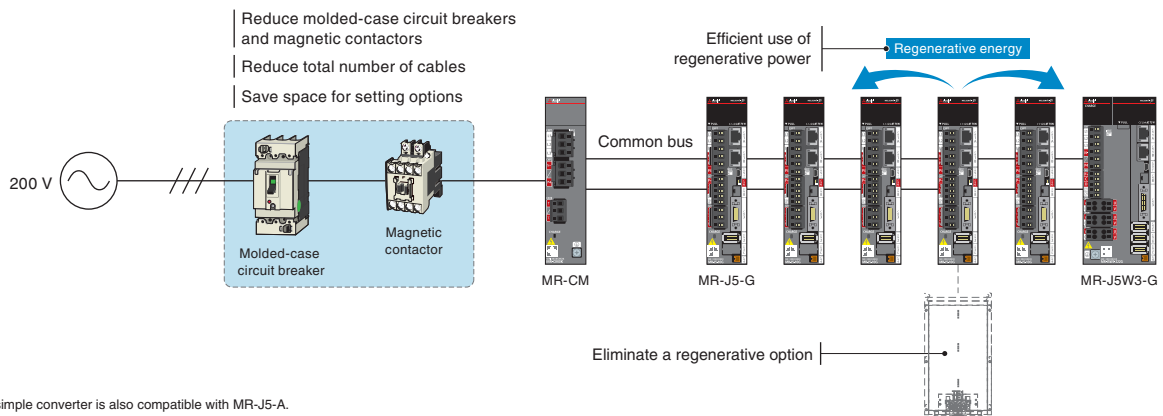 Reduce molded-case circuit breakers
and magnetic contactors
Reduce total number of cables
Save space for setting options
Efficient use of
regenerative power
Regenerative energy
200 V
Common bus
Molded-case
circuit breaker
Magnetic
contactor
MR-CM
MR-J5-G
MR-J5W3-G
Eliminate a regenerative option
simple converter is also compatible with MR-J5-A.